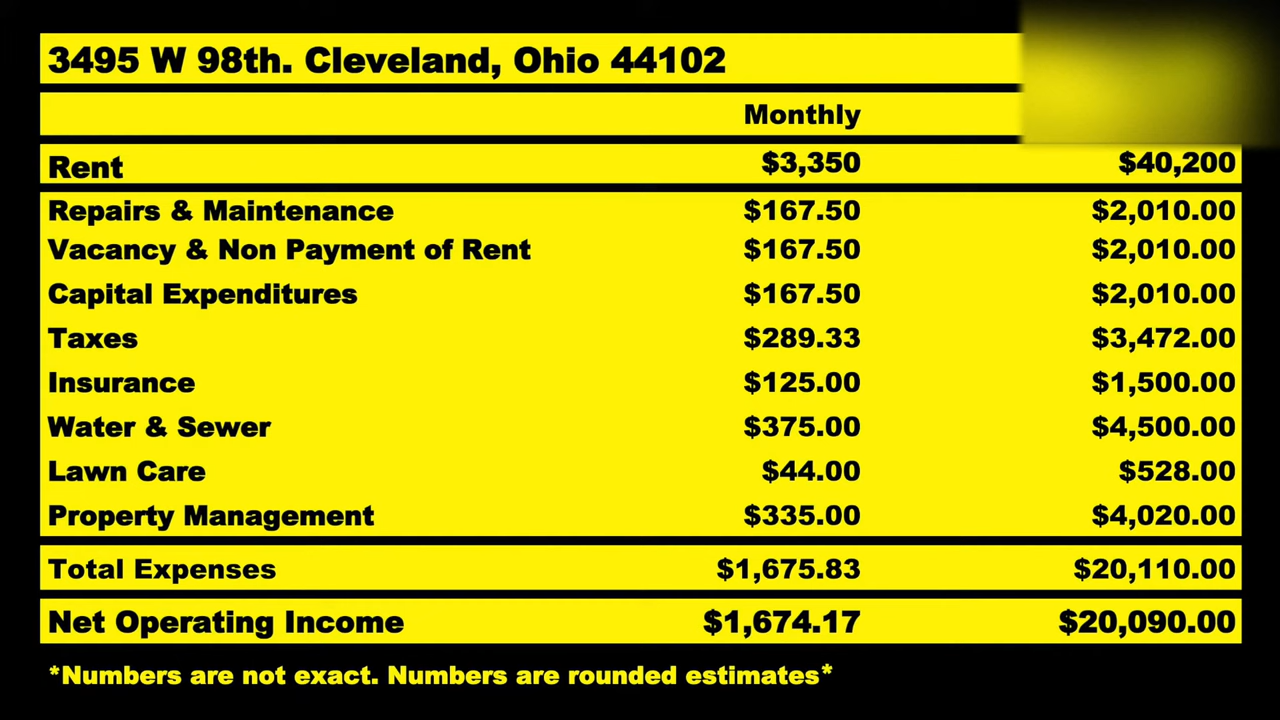 3495 W 98th. Cleveland, Ohio 44102
Monthly
Rent $3,350 $40,200
Repairs & Maintenance $167.50 $2,010.00
Vacancy & Non Payment of Rent $167.50 $2,010.00
Capital Expenditures $167.50 $2,010.00
Taxes $289.33 $3,472.00
Insurance $125.00 $1,500.00
Water & Sewer $375.00 $4,500.00
Lawn Care $44.00 $528.00
Property Management $335.00 $4,020.00
Total Expenses $1,675.83 $20,110.00
Net Operating Income $1,674.17 $20,090.00
*Numbers are not exact. Numbers are rounded estimates*